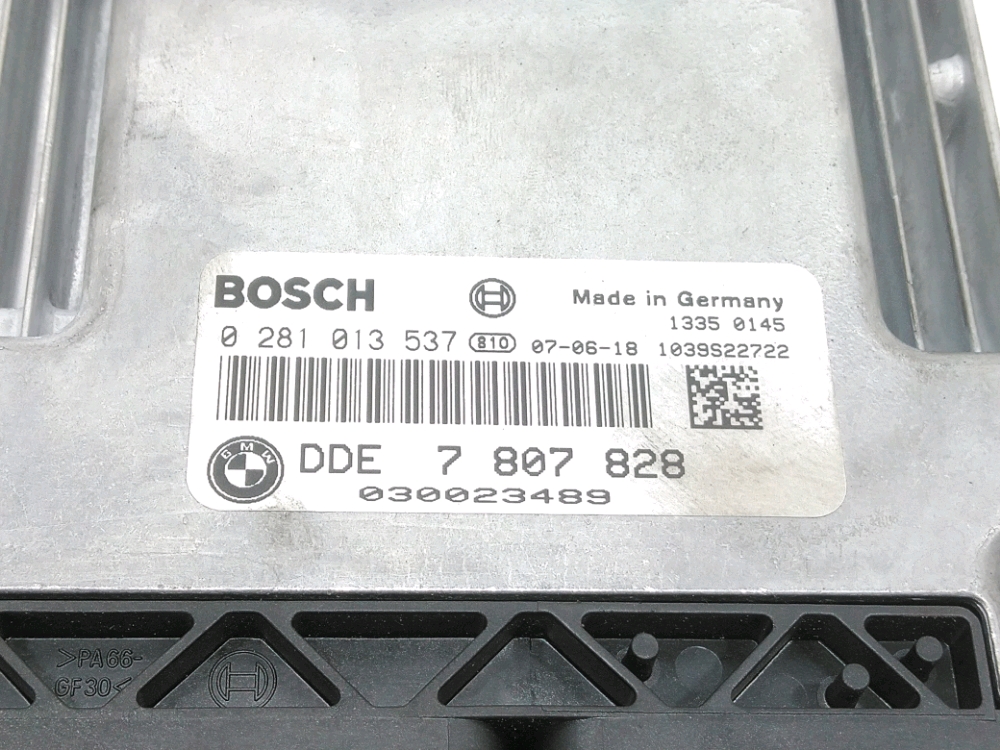 BOSCH
Made in Germany
1335 0145
0 281 013 537 810 07-06-18 1039S22722
BMW DDE 7 807 828
030023489
>PA66-
GF30<